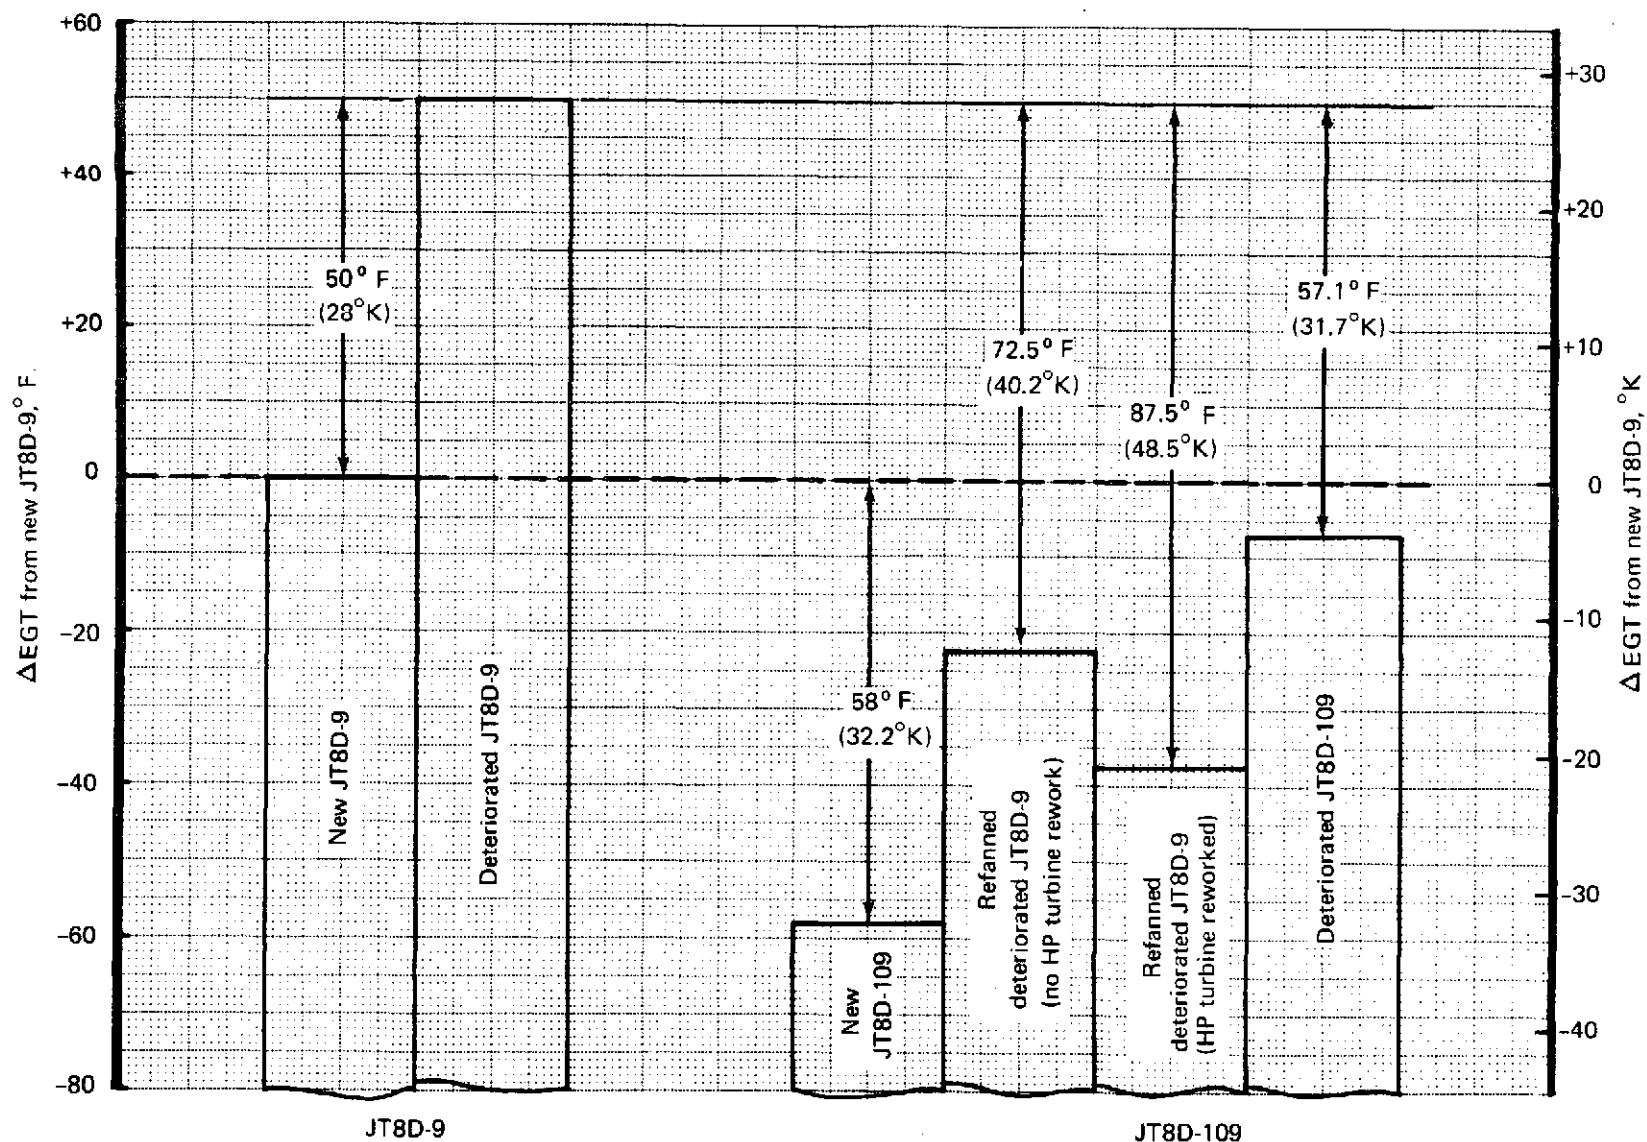 +60
+40
+20
0
−20
−40
−60
−80
ΔEGT from new JT8D-9,° F
50° F
(28°K)
New JT8D-9
Deteriorated JT8D-9
JT8D-9
58° F
(32.2°K)
New
JT8D-109
72.5° F
(40.2°K)
Refanned
deteriorated JT8D-9
(no HP turbine rework)
87.5° F
(48.5°K)
Refanned
deteriorated JT8D-9
(HP turbine reworked)
57.1° F
(31.7°K)
Deteriorated JT8D-109
JT8D-109
+30
+20
+10
0
−10
−20
−30
−40
Δ EGT from new JT8D-9, °K